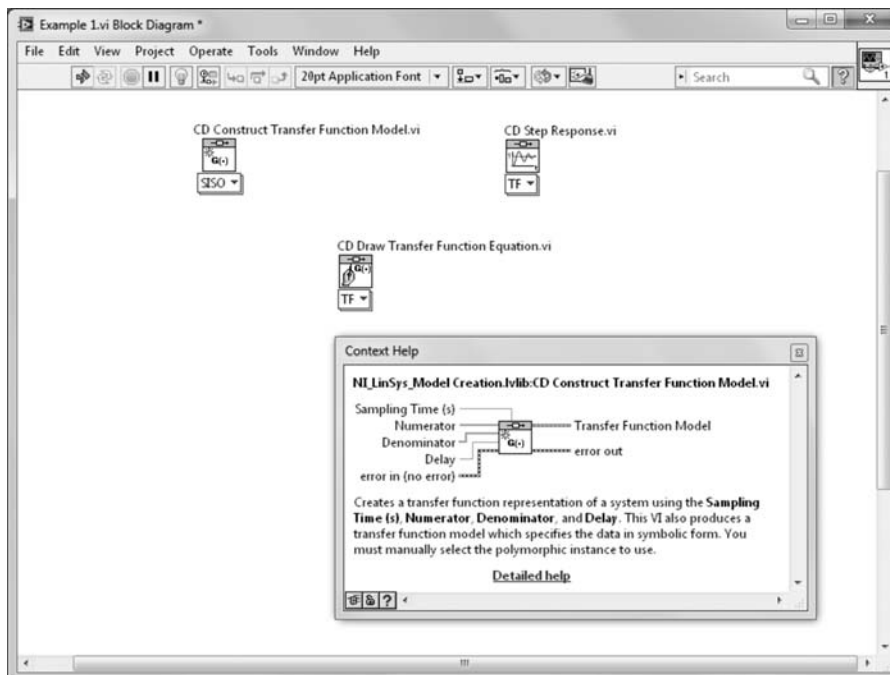 Example 1.vi Block Diagram *
File Edit View Project Operate Tools Window Help
20pt Application Font
Search
?
1
CD Construct Transfer Function Model.vi
G(·)
SISO
CD Step Response.vi
TF
CD Draw Transfer Function Equation.vi
G(·)
TF
Context Help
NI_LinSys_Model Creation.lvlib:CD Construct Transfer Function Model.vi
Sampling Time (s)
Numerator
Transfer Function Model
Denominator
G(·)
error out
Delay
error in (no error)
Creates a transfer function representation of a system using the Sampling
Time (s), Numerator, Denominator, and Delay. This VI also produces a
transfer function model which specifies the data in symbolic form. You
must manually select the polymorphic instance to use.
Detailed help
?